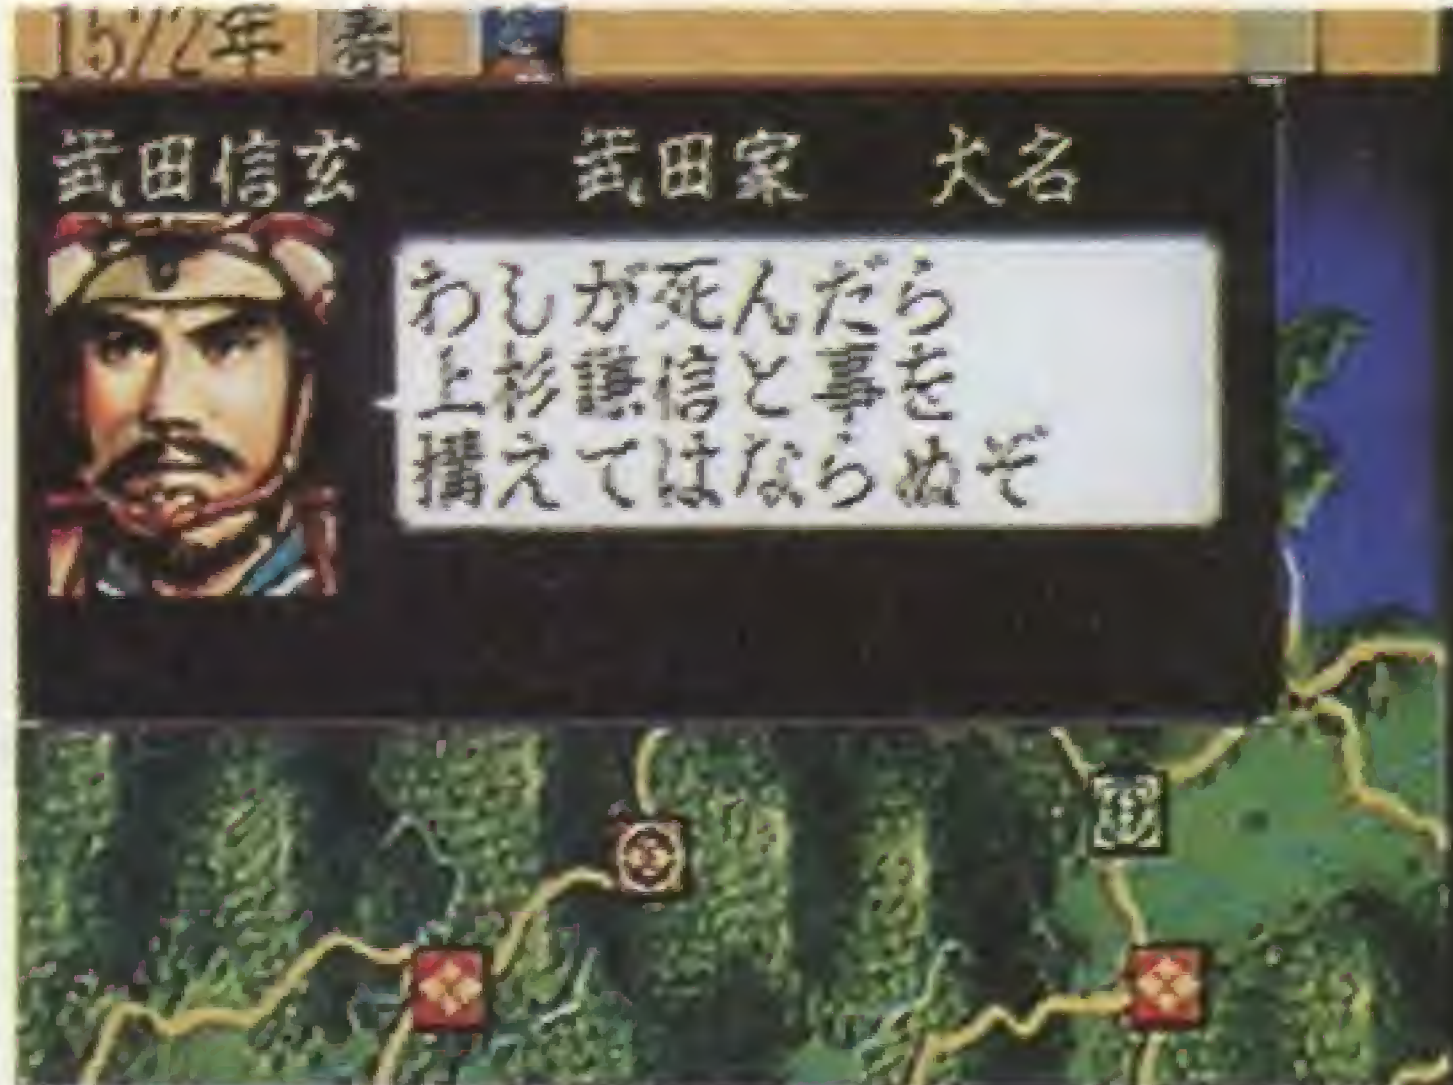 1572年 春
武田信玄 武田家 大名
わしが死んだら
上杉謙信と事を
構えてはならぬぞ